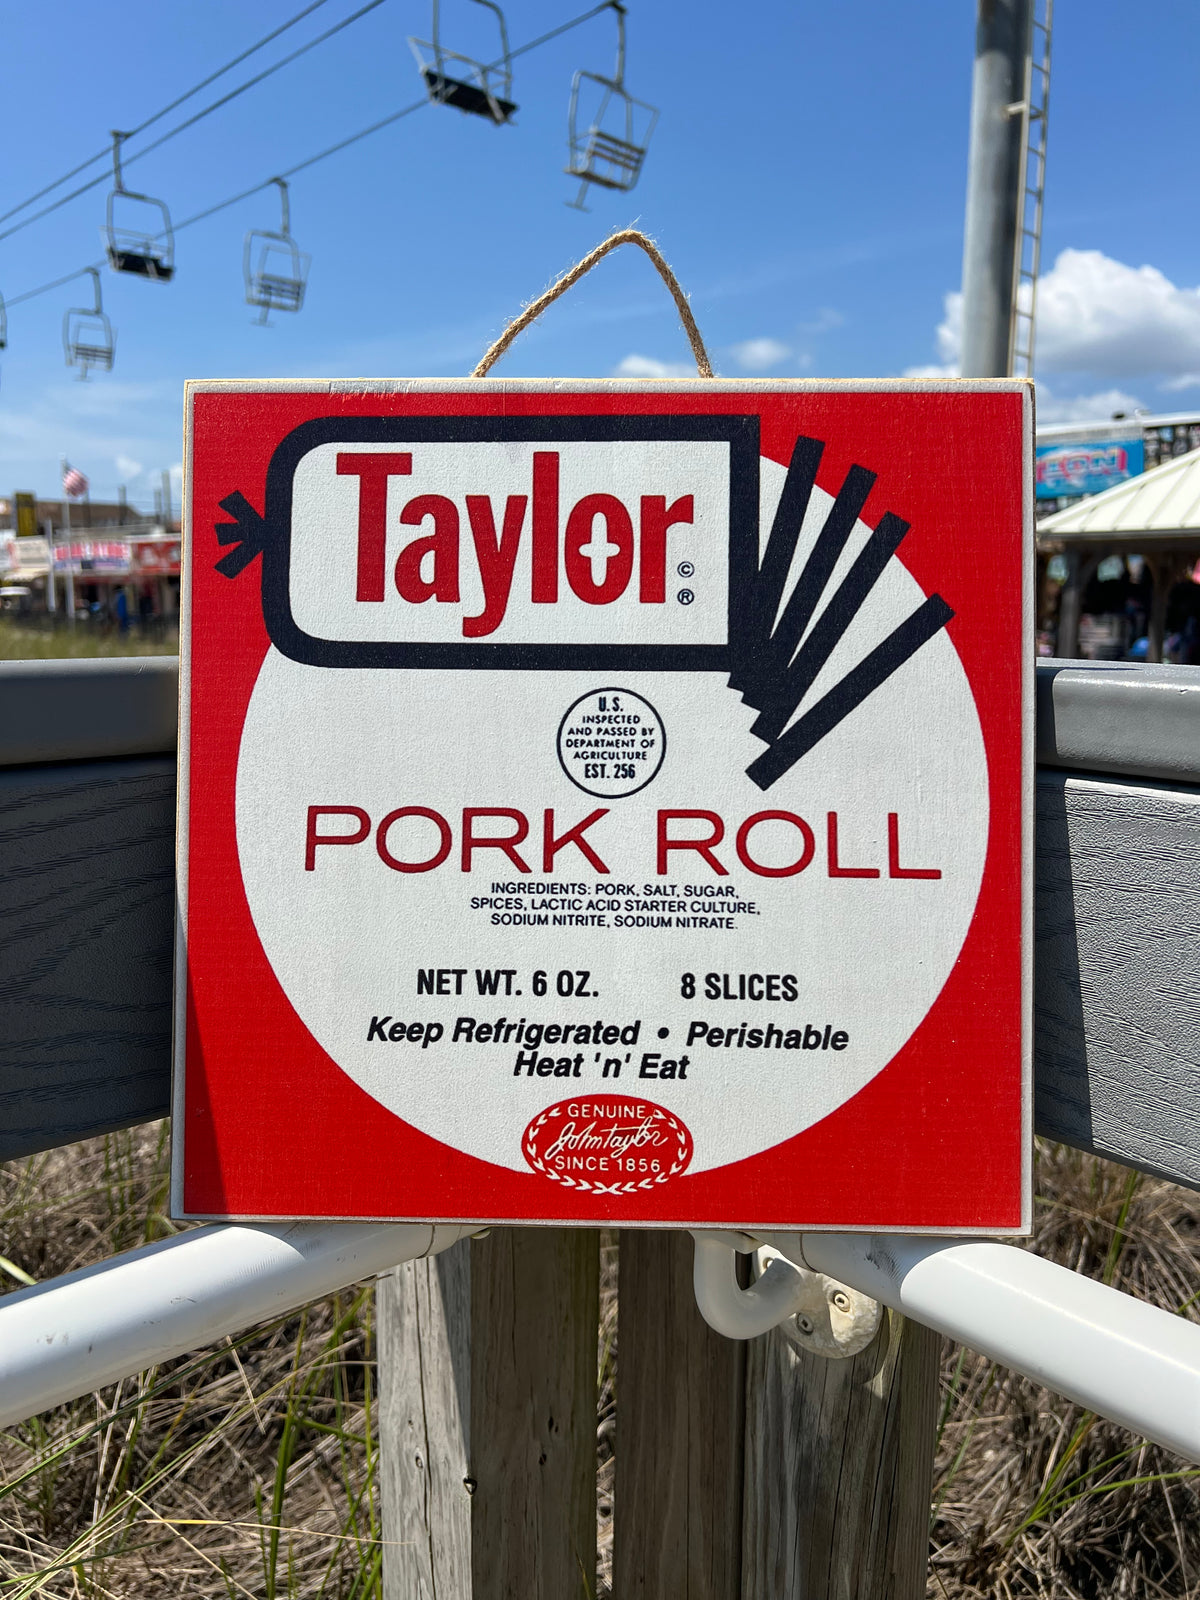 Taylor
©
®
U.S.
INSPECTED
AND PASSED BY
DEPARTMENT OF
AGRICULTURE
EST. 256
PORK ROLL
INGREDIENTS: PORK, SALT, SUGAR,
SPICES, LACTIC ACID STARTER CULTURE,
SODIUM NITRITE, SODIUM NITRATE.
NET WT. 6 OZ. 8 SLICES
Keep Refrigerated • Perishable
Heat 'n' Eat
GENUINE
John Taylor
SINCE 1856